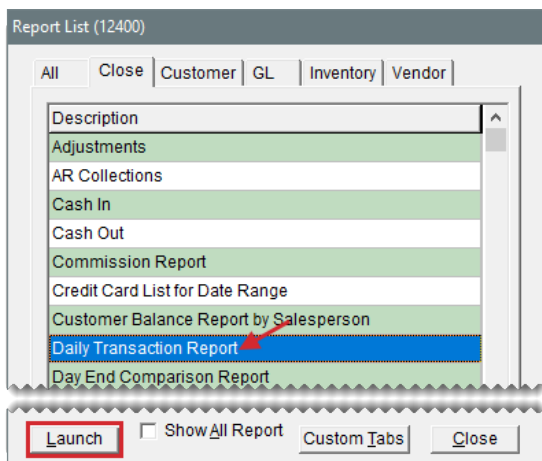 Report List (12400)
All Close Customer GL Inventory Vendor
Description
Adjustments
AR Collections
Cash In
Cash Out
Commission Report
Credit Card List for Date Range
Customer Balance Report by Salesperson
Daily Transaction Report
Day End Comparison Report
Launch Show All Report Custom Tabs Close